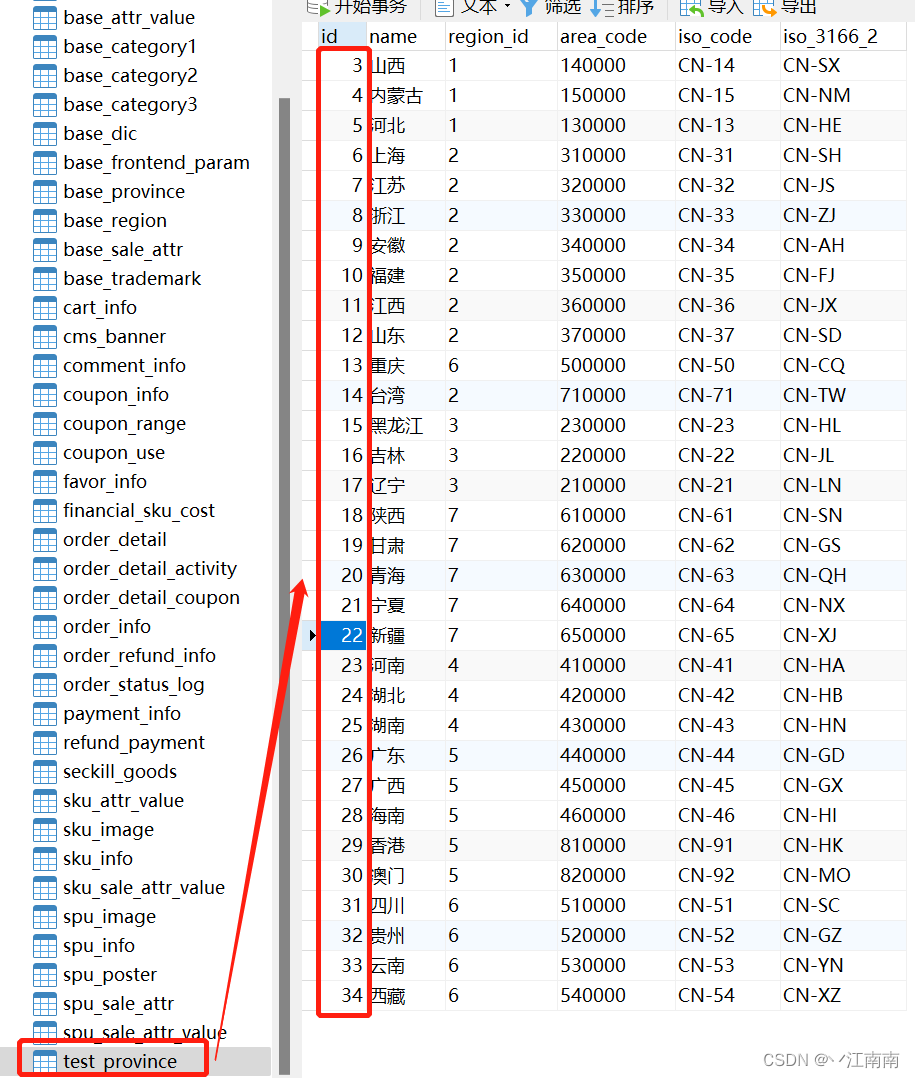 base_attr_value
base_category1
base_category2
base_category3
base_dic
base_frontend_param
base_province
base_region
base_sale_attr
base_trademark
cart_info
cms_banner
comment_info
coupon_info
coupon_range
coupon_use
favor_info
financial_sku_cost
order_detail
order_detail_activity
order_detail_coupon
order_info
order_refund_info
order_status_log
payment_info
refund_payment
seckill_goods
sku_attr_value
sku_image
sku_info
sku_sale_attr_value
spu_image
spu_info
spu_poster
spu_sale_attr
spu_sale_attr_value
test_province
开始事务 文本 筛选 排序 导入 导出
id name region_id area_code iso_code iso_3166_2
3 山西 1 140000 CN-14 CN-SX
4 内蒙古 1 150000 CN-15 CN-NM
5 河北 1 130000 CN-13 CN-HE
6 上海 2 310000 CN-31 CN-SH
7 江苏 2 320000 CN-32 CN-JS
8 浙江 2 330000 CN-33 CN-ZJ
9 安徽 2 340000 CN-34 CN-AH
10 福建 2 350000 CN-35 CN-FJ
11 江西 2 360000 CN-36 CN-JX
12 山东 2 370000 CN-37 CN-SD
13 重庆 6 500000 CN-50 CN-CQ
14 台湾 2 710000 CN-71 CN-TW
15 黑龙江 3 230000 CN-23 CN-HL
16 吉林 3 220000 CN-22 CN-JL
17 辽宁 3 210000 CN-21 CN-LN
18 陕西 7 610000 CN-61 CN-SN
19 甘肃 7 620000 CN-62 CN-GS
20 青海 7 630000 CN-63 CN-QH
21 宁夏 7 640000 CN-64 CN-NX
22 新疆 7 650000 CN-65 CN-XJ
23 河南 4 410000 CN-41 CN-HA
24 湖北 4 420000 CN-42 CN-HB
25 湖南 4 430000 CN-43 CN-HN
26 广东 5 440000 CN-44 CN-GD
27 广西 5 450000 CN-45 CN-GX
28 海南 5 460000 CN-46 CN-HI
29 香港 5 810000 CN-91 CN-HK
30 澳门 5 820000 CN-92 CN-MO
31 四川 6 510000 CN-51 CN-SC
32 贵州 6 520000 CN-52 CN-GZ
33 云南 6 530000 CN-53 CN-YN
34 西藏 6 540000 CN-54 CN-XZ
CSDN @丷江南南